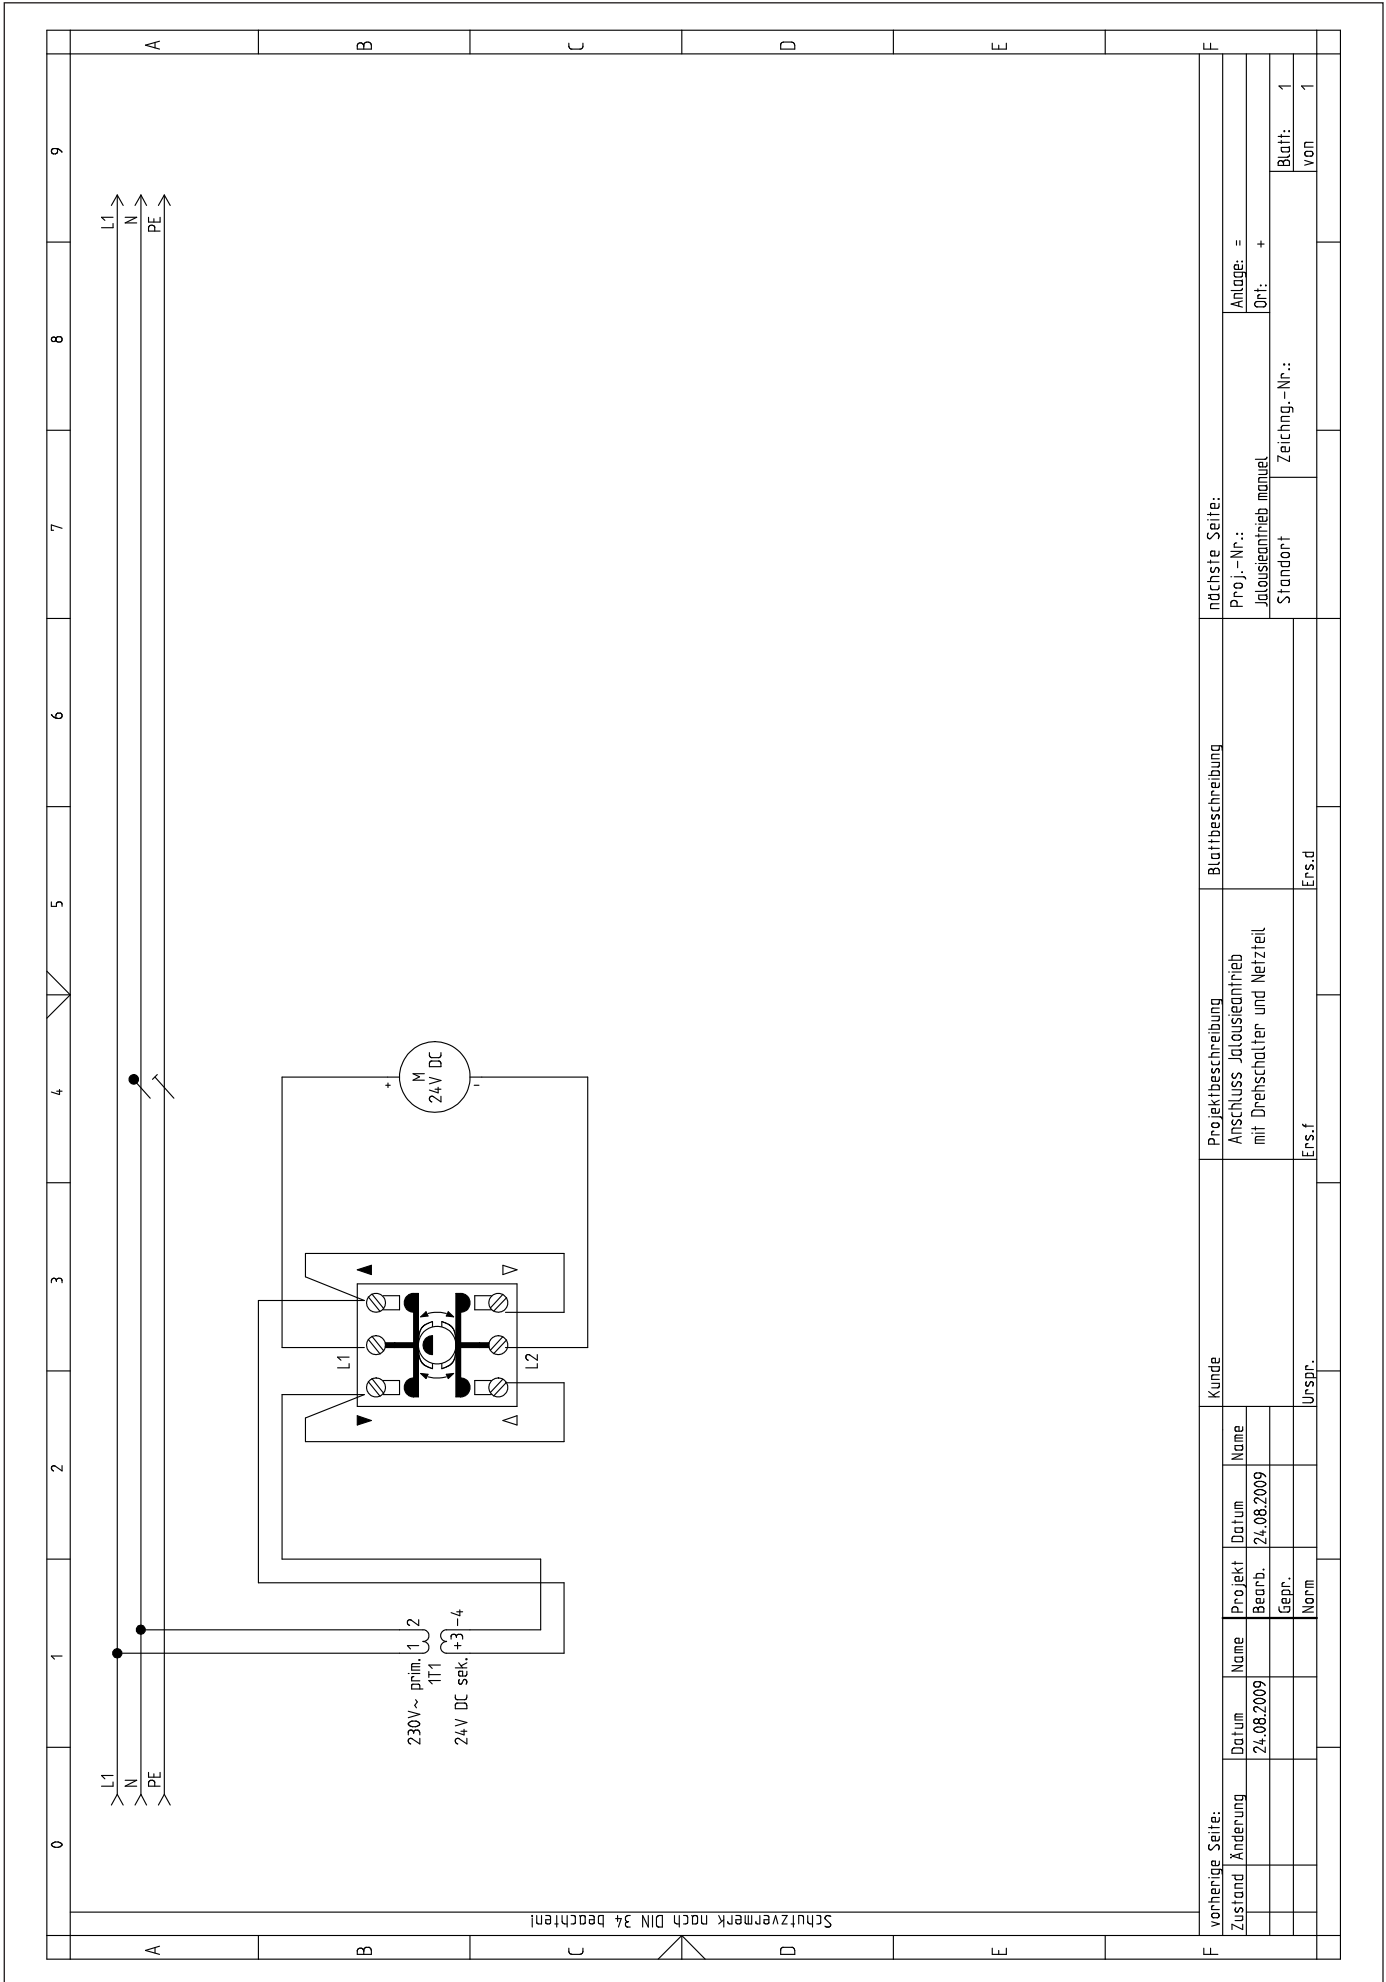 0 1 2 3 4 5 6 7 8 9
A A
B B
C C
D D
E E
F F
L1 L1
N N
PE PE
230V~ prim. 1 2
1T1
24V DC sek. +3 -4
L1
L2
+
M
24V DC
-
Schutzvermerk nach DIN 34 beachten!
vorherige Seite:
Zustand Änderung Datum Name
24.08.2009
Projekt Datum Name
Bearb. 24.08.2009
Gepr.
Norm
Kunde
Urspr.
Projektbeschreibung
Anschluss Jalousieantrieb
mit Drehschalter und Netzteil
Ers.f
Blattbeschreibung
Ers.d
nächste Seite:
Proj.-Nr.:
Jalousieantrieb manuel
Anlage: =
Ort: +
Standort
Zeichng.-Nr.:
Blatt: 1
von 1